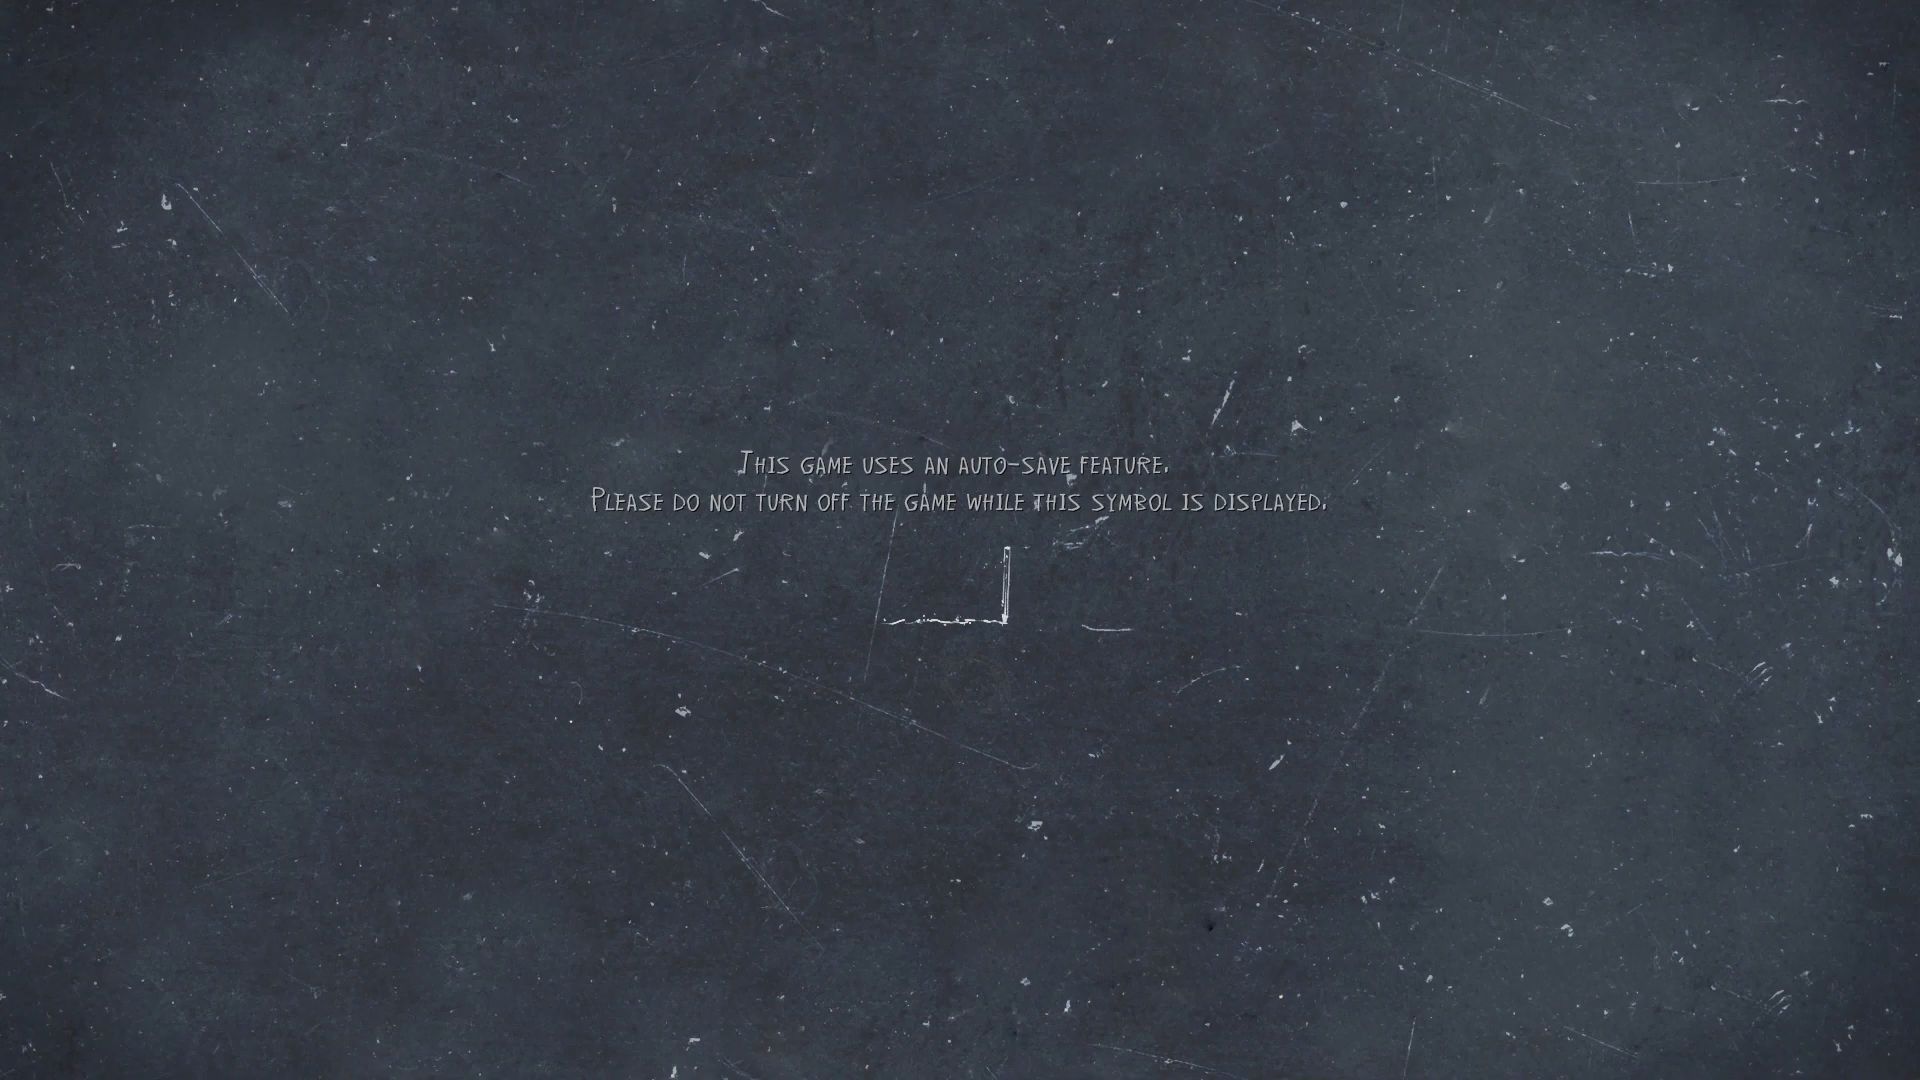 This game uses an auto-save feature.
Please do not turn off the game while this symbol is displayed.